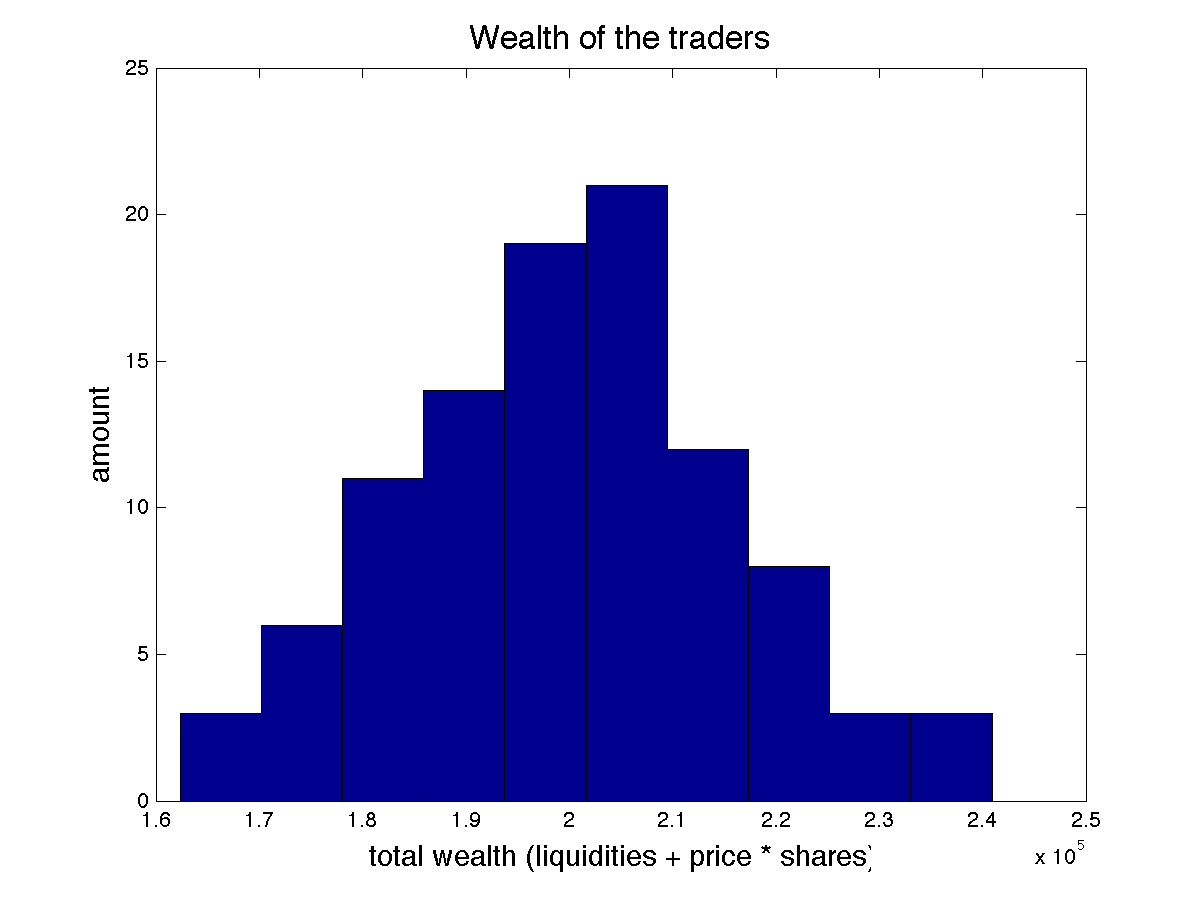 Wealth of the traders
25
20
15
10
5
0
amount
1.6 1.7 1.8 1.9 2 2.1 2.2 2.3 2.4 2.5
x 10^5
total wealth (liquidities + price * shares)